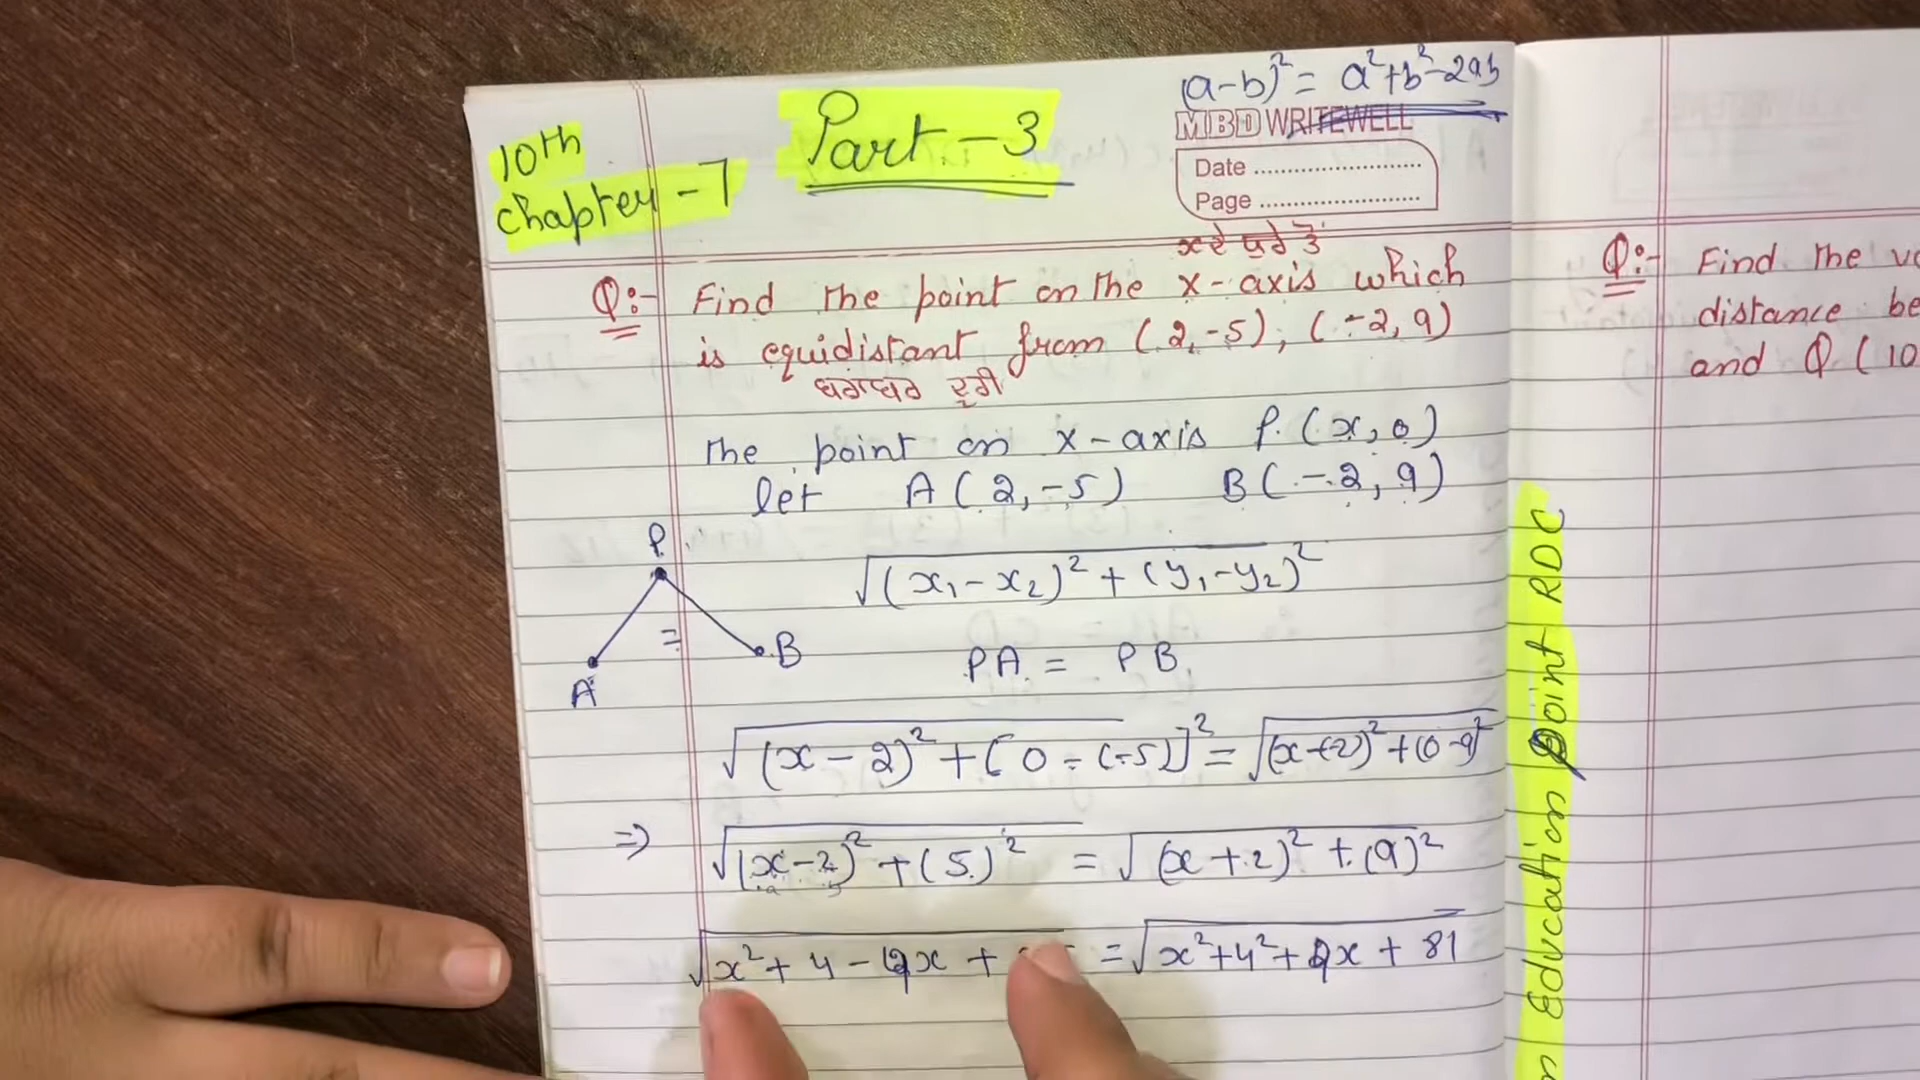 (a-b)² = a²+b²-2ab
MBD WRITEWELL
Date
Page
10th
chapter - 7
Part - 3
Q:- Find the point on the x-axis which
is equidistant from (2,-5), (-2, 9)
ਬਰਾਬਰ ਦੂਰੀ
The point on x-axis P. (x, 0)
let A (2, -5) B (-2, 9)
P.
A
=
B
√(x₁-x₂)² + (y₁-y₂)²
PA = PB
√(x-2)² + [0-(-5)]² = √(x-(-2))² + (0-9)²
=> √(x-2)² + (5)² = √(x+2)² + (9)²
√x² + 4 - x + = √x²+4²+ x + 81
Education point RDC
Q:- Find the
distance be
and Q (10